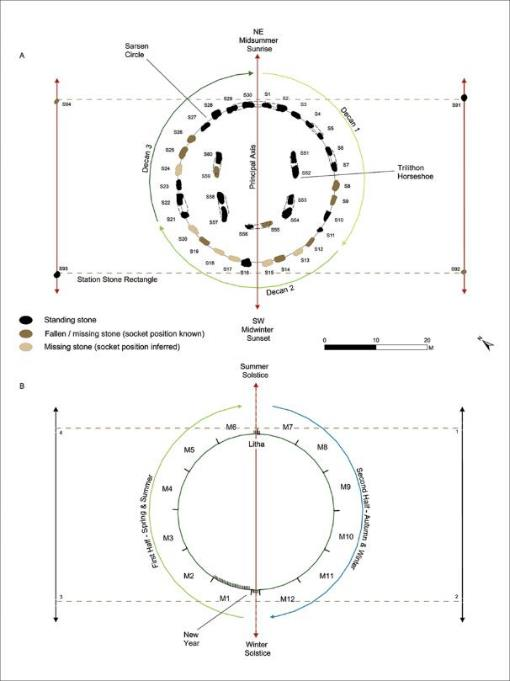 NE
Midsummer
Sunrise
A
Sarsen
Circle
S30
S1
S29
S2
S28
S3
S27
S4
S26
S5
S25
S6
S24
S7
S23
S8
S22
S9
S21
S10
S20
S11
S19
S12
S18
S13
S17
S14
S16
S15
S94
S91
S93
S92
Decan 1
Decan 2
Decan 3
Principal Axis
S60
S59
S58
S57
S56
S55
S54
S53
S52
S51
Trilithon
Horseshoe
Station Stone Rectangle
SW
Midwinter
Sunset
Standing stone
Fallen / missing stone (socket position known)
Missing stone (socket position inferred)
0
10
20
M
N
B
Summer
Solstice
M6
M7
Litha
M5
M8
M4
M9
M3
M10
M2
M11
M1
M12
4
1
3
2
First Half - Spring & Summer
Second Half - Autumn & Winter
New
Year
Winter
Solstice